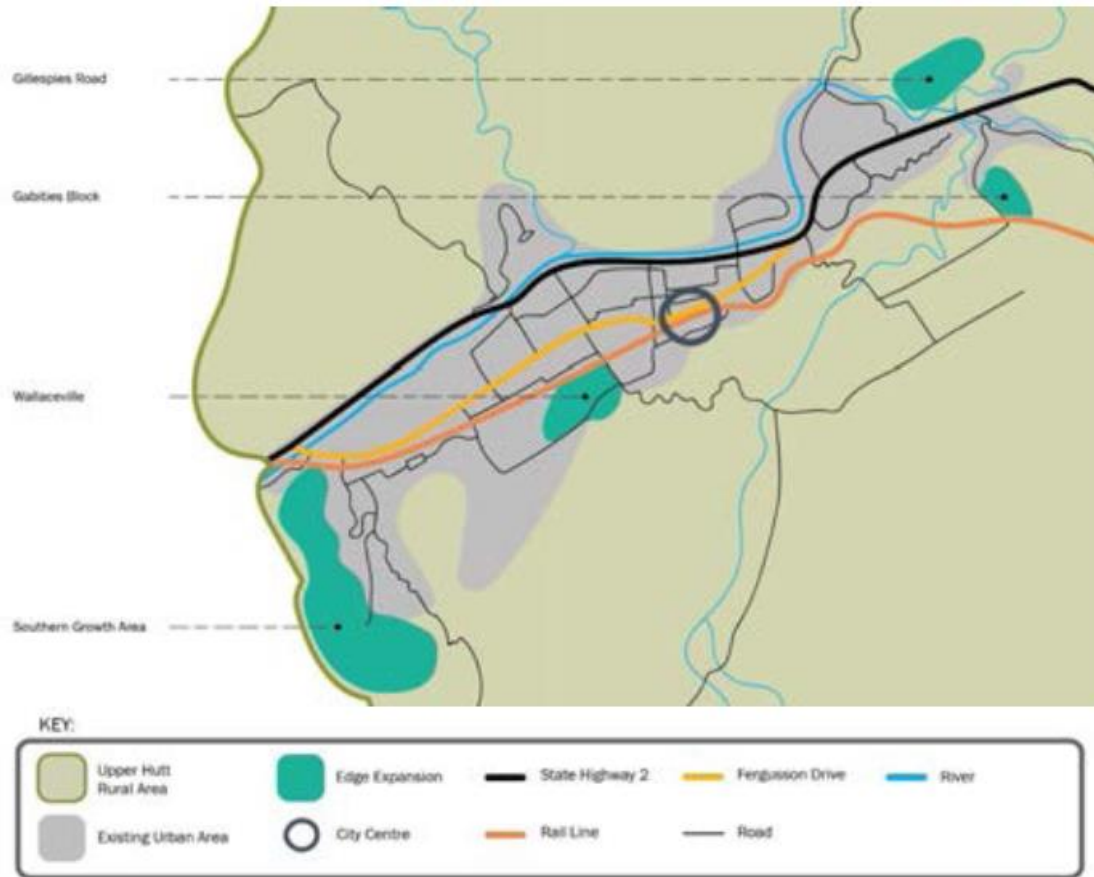 Gillespies Road
Gabities Block
Wallaceville
Southern Growth Area
KEY:
Upper Hutt
Rural Area
Edge Expansion
State Highway 2
Fergusson Drive
River
Existing Urban Area
City Centre
Rail Line
Road